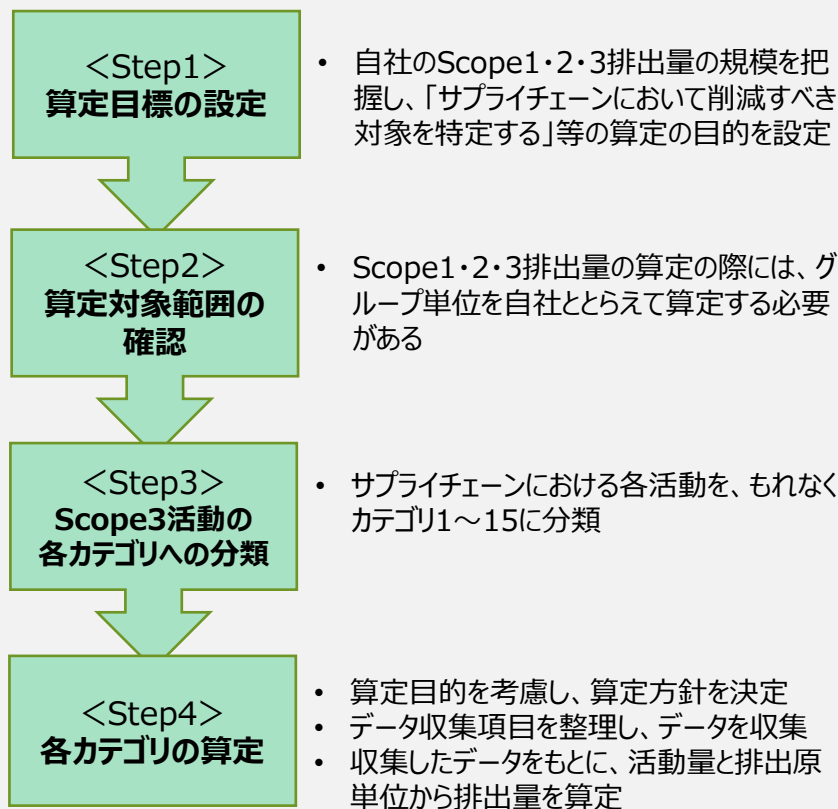 ＜Step1＞
算定目標の設定
• 自社のScope1・2・3排出量の規模を把
握し、「サプライチェーンにおいて削減すべき
対象を特定する」等の算定の目的を設定
＜Step2＞
算定対象範囲の
確認
• Scope1・2・3排出量の算定の際には、グ
ループ単位を自社ととらえて算定する必要
がある
＜Step3＞
Scope3活動の
各カテゴリへの分類
• サプライチェーンにおける各活動を、もれなく
カテゴリ1～15に分類
＜Step4＞
各カテゴリの算定
• 算定目的を考慮し、算定方針を決定
• データ収集項目を整理し、データを収集
• 収集したデータをもとに、活動量と排出原
単位から排出量を算定